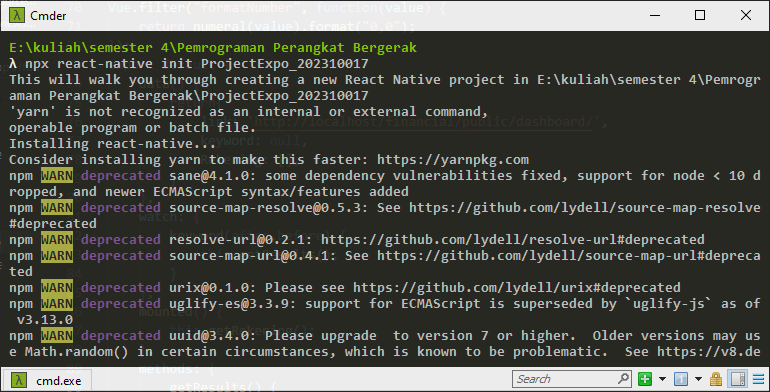 Cmder
E:\kuliah\semester 4\Pemrograman Perangkat Bergerak
λ npx react-native init ProjectExpo_202310017
This will walk you through creating a new React Native project in E:\kuliah\semester 4\Pemrogr
aman Perangkat Bergerak\ProjectExpo_202310017
'yarn' is not recognized as an internal or external command,
operable program or batch file.
Installing react-native...
Consider installing yarn to make this faster: https://yarnpkg.com
npm WARN deprecated sane@4.1.0: some dependency vulnerabilities fixed, support for node < 10 d
ropped, and newer ECMAScript syntax/features added
npm WARN deprecated source-map-resolve@0.5.3: See https://github.com/lydell/source-map-resolve
#deprecated
npm WARN deprecated resolve-url@0.2.1: https://github.com/lydell/resolve-url#deprecated
npm WARN deprecated source-map-url@0.4.1: See https://github.com/lydell/source-map-url#depreca
ted
npm WARN deprecated urix@0.1.0: Please see https://github.com/lydell/urix#deprecated
npm WARN deprecated uglify-es@3.3.9: support for ECMAScript is superseded by `uglify-js` as of
 v3.13.0
npm WARN deprecated uuid@3.4.0: Please upgrade  to version 7 or higher.  Older versions may us
e Math.random() in certain circumstances, which is known to be problematic.  See https://v8.de
cmd.exe
Search